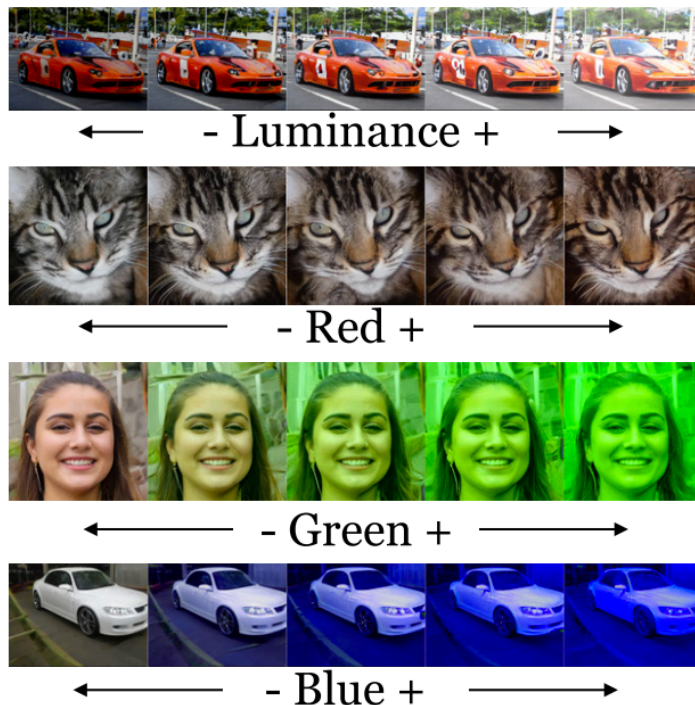 - Luminance +
- Red +
- Green +
- Blue +